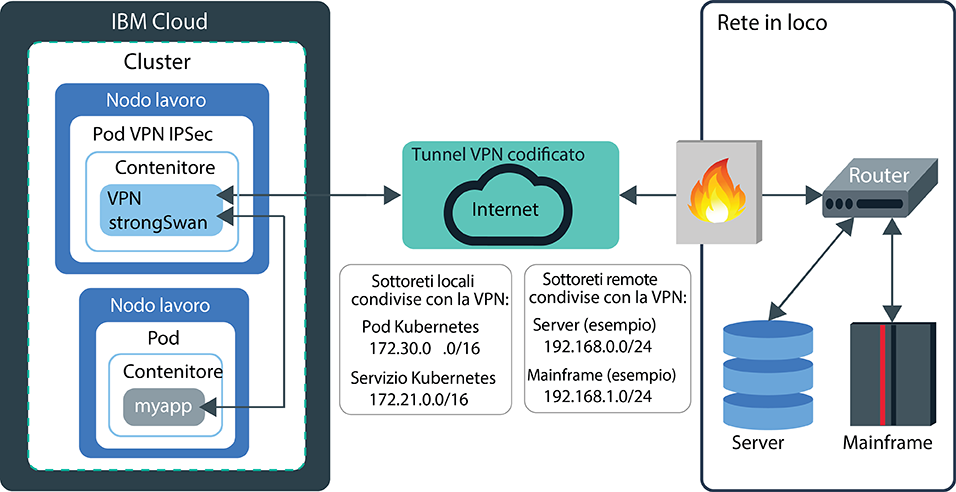 IBM Cloud
Cluster
Nodo lavoro
Pod VPN IPSec
Contenitore
VPN
strongSwan
Nodo lavoro
Pod
Contenitore
myapp
Tunnel VPN codificato
Internet
Sottoreti locali
condivise con la VPN:
Pod Kubernetes
172.30.0 .0/16
Servizio Kubernetes
172.21.0.0/16
Sottoreti remote
condivise con la VPN:
Server (esempio)
192.168.0.0/24
Mainframe (esempio)
192.168.1.0/24
Rete in loco
Router
Server
Mainframe